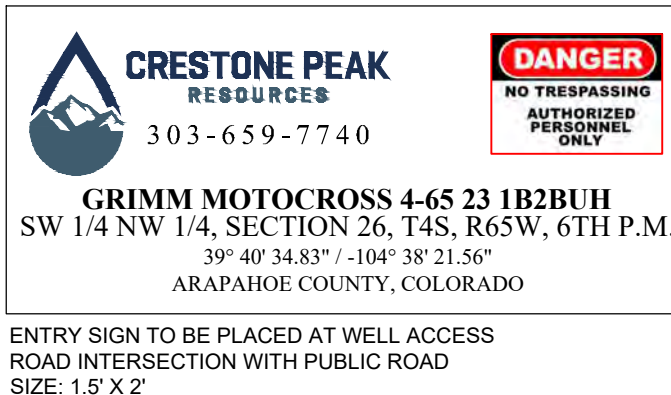 CRESTONE PEAK
RESOURCES
303-659-7740
DANGER
NO TRESPASSING
AUTHORIZED
PERSONNEL
ONLY
GRIMM MOTOCROSS 4-65 23 1B2BUH
SW 1/4 NW 1/4, SECTION 26, T4S, R65W, 6TH P.M.
39° 40' 34.83" / -104° 38' 21.56"
ARAPAHOE COUNTY, COLORADO
ENTRY SIGN TO BE PLACED AT WELL ACCESS
ROAD INTERSECTION WITH PUBLIC ROAD
SIZE: 1.5' X 2'